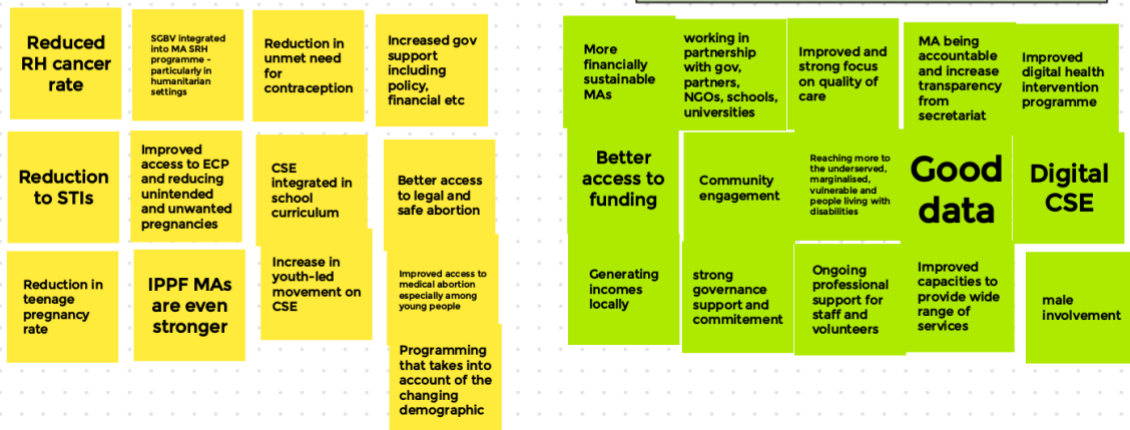 Reduced
RH cancer
rate
SGBV integrated
into MA SRH
programme -
particularly in
humanitarian
settings
Reduction in
unmet need
for
contraception
Increased gov
support
including
policy,
financial etc
Reduction
to STIs
Improved
access to ECP
and reducing
unintended
and unwanted
pregnancies
CSE
integrated in
school
curriculum
Better access
to legal and
safe abortion
Reduction in
teenage
pregnancy
rate
IPPF MAs
are even
stronger
Increase in
youth-led
movement on
CSE
Improved access to
medical abortion
especially among
young people
Programming
that takes into
account of the
changing
demographic
More
financially
sustainable
MAs
working in
partnership
with gov,
partners,
NGOs, schools,
universities
Improved and
strong focus
on quality of
care
MA being
accountable
and increase
transparency
from
secretariat
Improved
digital health
intervention
programme
Better
access to
funding
Community
engagement
Reaching more to
the underserved,
marginalised,
vulnerable and
people living with
disabilities
Good
data
Digital
CSE
Generating
incomes
locally
strong
governance
support and
commitement
Ongoing
professional
support for
staff and
volunteers
Improved
capacities to
provide wide
range of
services
male
involvement